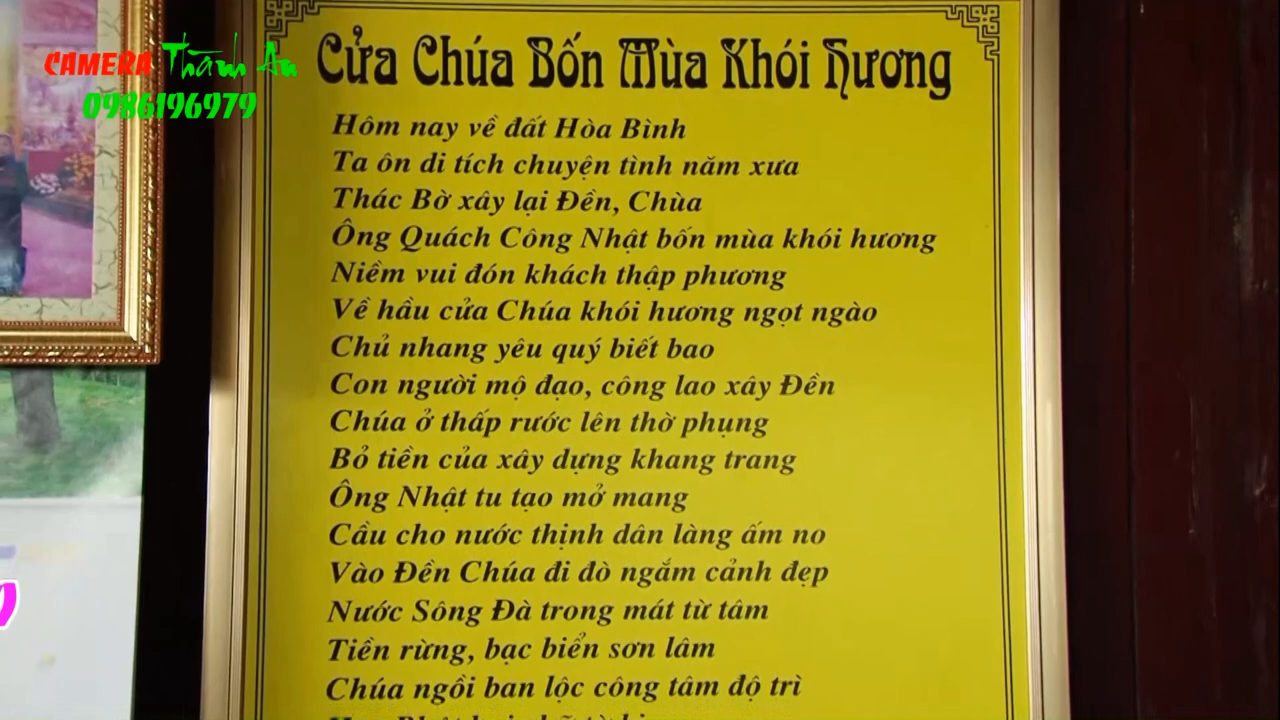 CAMERA Thành An
0986196979
Cửa Chúa Bốn Mùa Khói Hương
Hôm nay về đất Hòa Bình
Ta ôn di tích chuyện tình năm xưa
Thác Bờ xây lại Đền, Chùa
Ông Quách Công Nhật bốn mùa khói hương
Niềm vui đón khách thập phương
Về hầu cửa Chúa khói hương ngọt ngào
Chủ nhang yêu quý biết bao
Con người mộ đạo, công lao xây Đền
Chúa ở thấp rước lên thờ phụng
Bỏ tiền của xây dựng khang trang
Ông Nhật tu tạo mở mang
Cầu cho nước thịnh dân làng ấm no
Vào Đền Chúa đi đò ngắm cảnh đẹp
Nước Sông Đà trong mát từ tâm
Tiền rừng, bạc biển sơn lâm
Chúa ngồi ban lộc công tâm độ trì